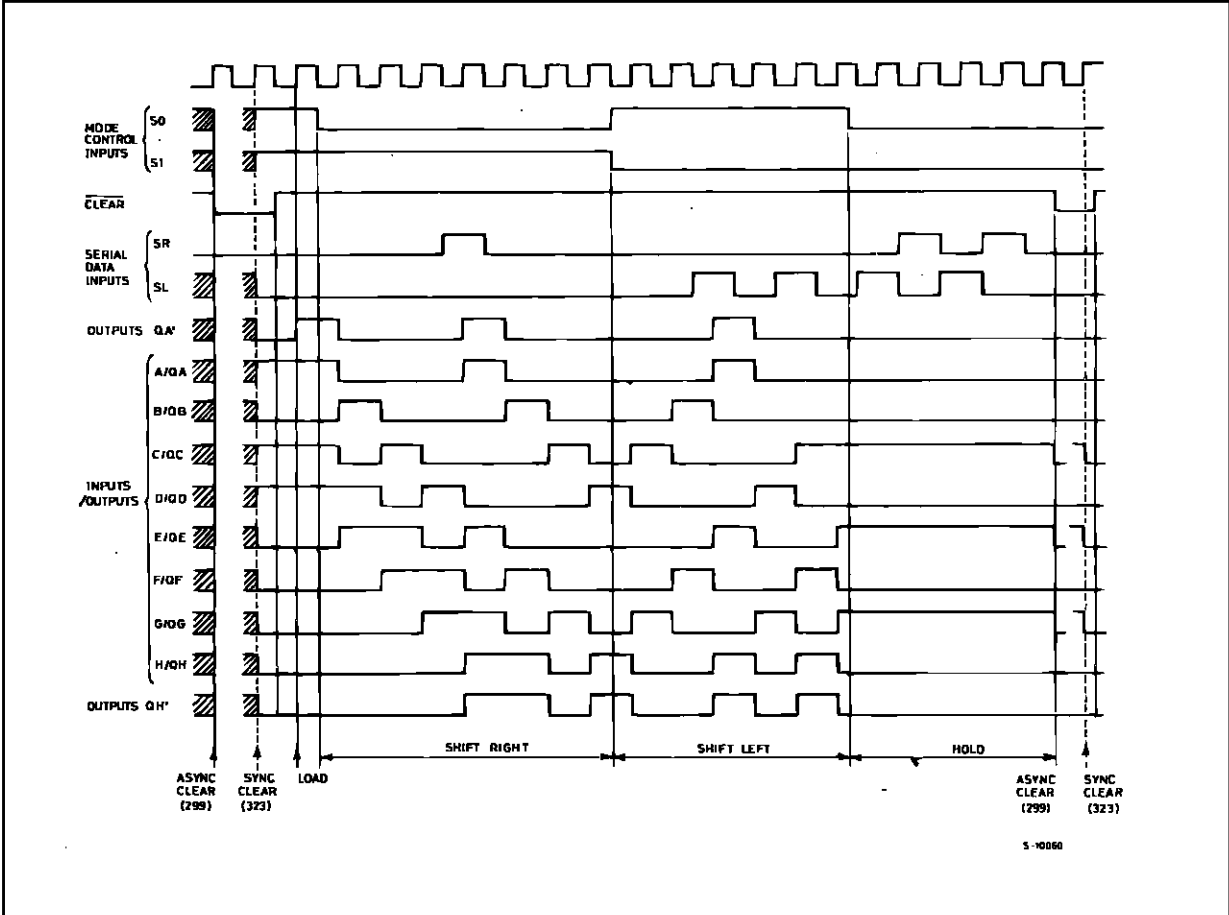 MODE
CONTROL
INPUTS
S0
S1
CLEAR
SERIAL
DATA
INPUTS
SR
SL
OUTPUTS QA'
INPUTS
/OUTPUTS
A/QA
B/QB
C/QC
D/QD
E/QE
F/QF
G/QG
H/QH
OUTPUTS QH'
SHIFT RIGHT
SHIFT LEFT
HOLD
ASYNC
CLEAR
(299)
SYNC
CLEAR
(323)
LOAD
ASYNC
CLEAR
(299)
SYNC
CLEAR
(323)
S-10060